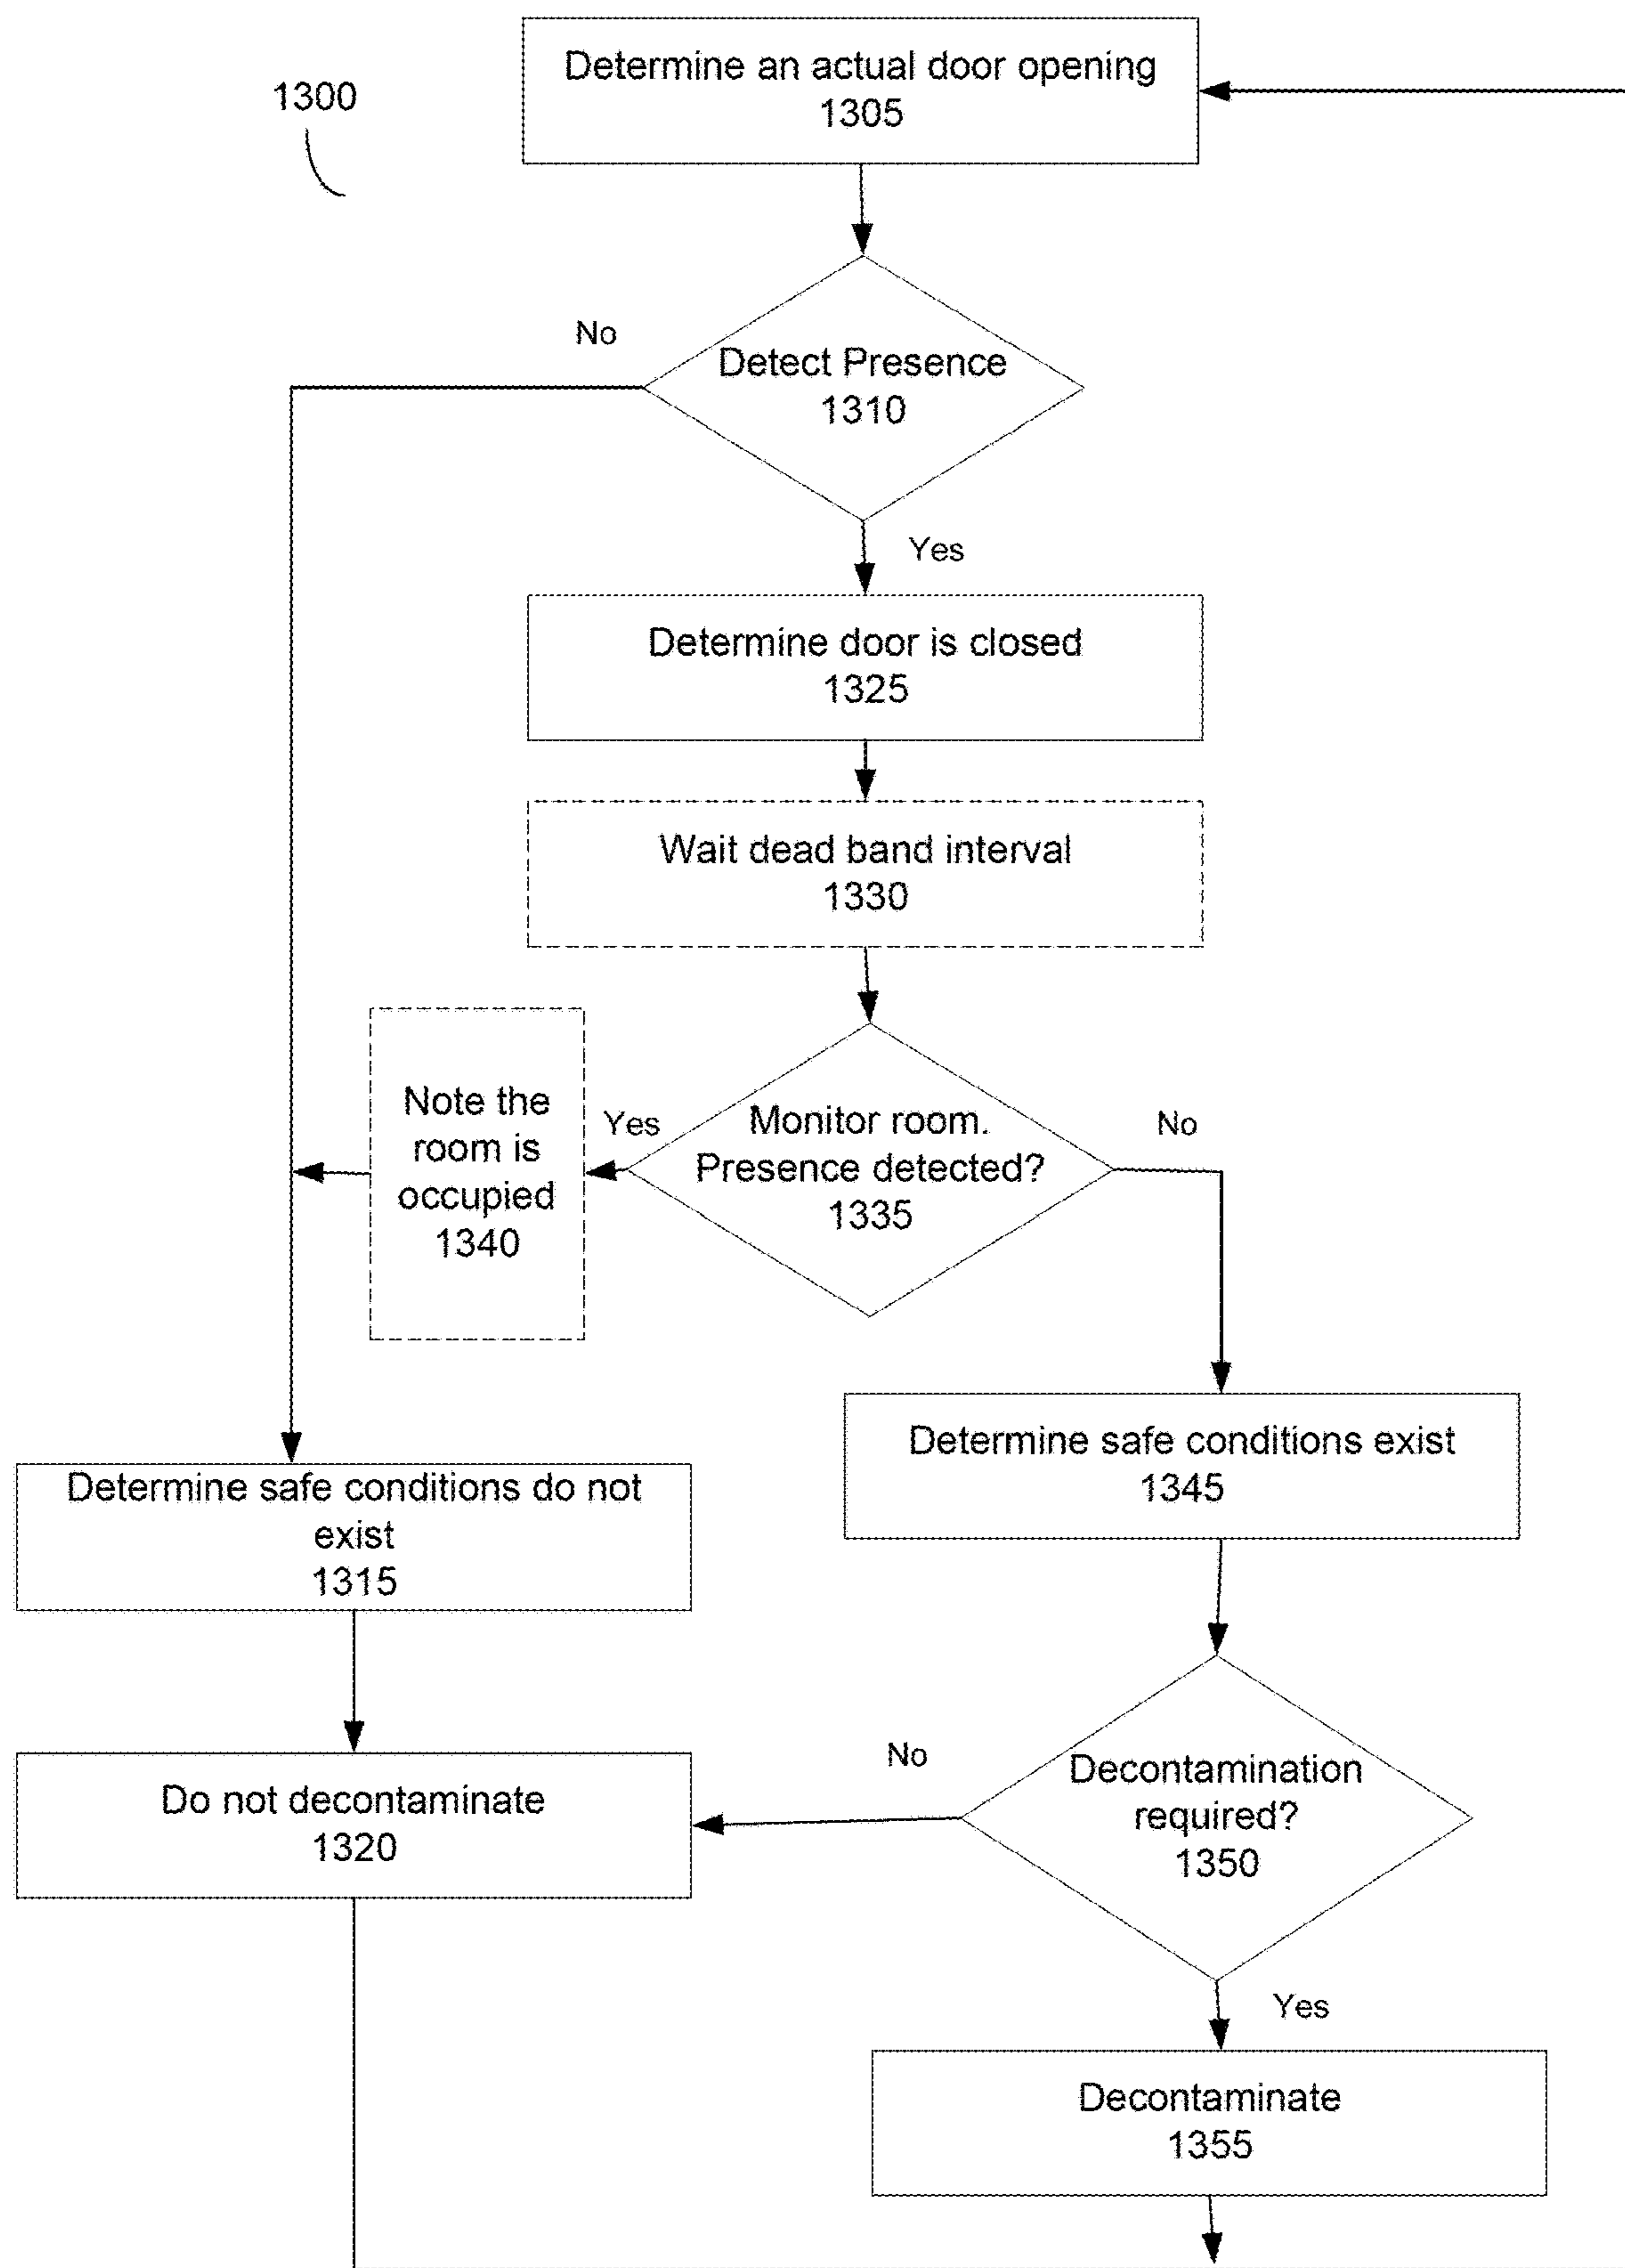 Determine an actual door opening
1305
1300
No
Detect Presence
1310
Yes
Determine door is closed
1325
Wait dead band interval
1330
Note the
room is
occupied
1340
Yes
Monitor room.
Presence detected?
1335
No
Determine safe conditions exist
1345
Determine safe conditions do not
exist
1315
No
Decontamination
required?
1350
Do not decontaminate
1320
Yes
Decontaminate
1355